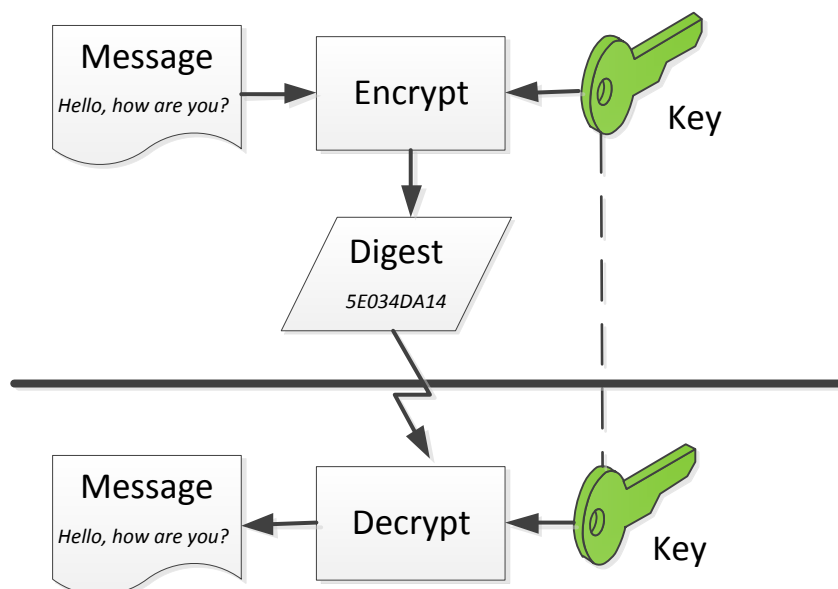 Message
Hello, how are you?
Encrypt
Key
Digest
5E034DA14
Message
Hello, how are you?
Decrypt
Key